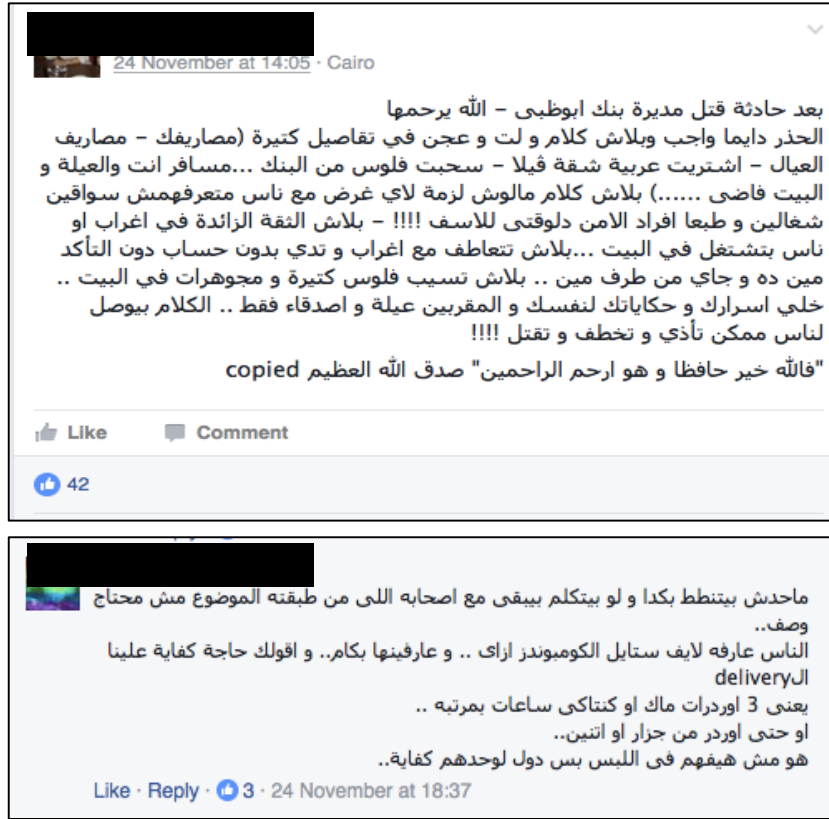 24 November at 14:05 · Cairo
بعد حادثة قتل مديرة بنك ابوظبى – الله يرحمها
الحذر دايما واجب وبلاش كلام و لت و عجن في تقاصيل كتيرة (مصاريفك – مصاريف
العيال – اشتريت عربية شقة ڤيلا – سحبت فلوس من البنك ...مسافر انت والعيلة و
البيت فاضى ......) بلاش كلام مالوش لزمة لاي غرض مع ناس متعرفهمش سواقين
شغالين و طبعا افراد الامن دلوقتى للاسف !!!! – بلاش الثقة الزائدة في اغراب او
ناس بتشتغل في البيت ...بلاش تتعاطف مع اغراب و تدي بدون حساب دون التأكد
مين ده و جاي من طرف مين .. بلاش تسيب فلوس كتيرة و مجوهرات في البيت ..
خلي اسرارك و حكاياتك لنفسك و المقربين عيلة و اصدقاء فقط .. الكلام بيوصل
لناس ممكن تأذي و تخطف و تقتل !!!!
"فالله خير حافظا و هو ارحم الراحمين" صدق الله العظيم copied
Like Comment
42
ماحدش بيتنطط بكدا و لو بيتكلم بيبقى مع اصحابه اللى من طبقته الموضوع مش محتاج
وصف..
الناس عارفه لايف ستايل الكومبوندز ازاى .. و عارفينها بكام.. و اقولك حاجة كفاية علينا
الdelivery
يعنى 3 اوردرات ماك او كنتاكى ساعات بمرتبه ..
او حتى اوردر من جزار او اتنين..
هو مش هيفهم فى اللبس بس دول لوحدهم كفاية..
Like · Reply · 3 · 24 November at 18:37